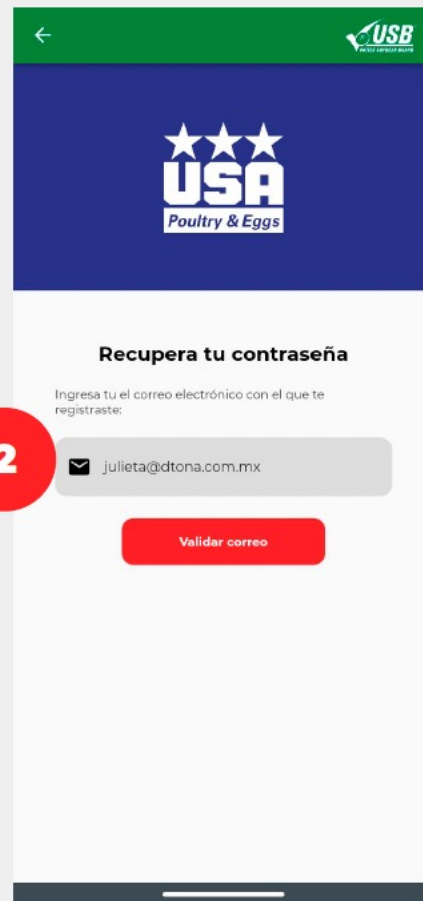 USB
USA
Poultry & Eggs
Recupera tu contraseña
Ingresa tu el correo electrónico con el que te
registraste:
2
julieta@dtona.com.mx
Validar correo